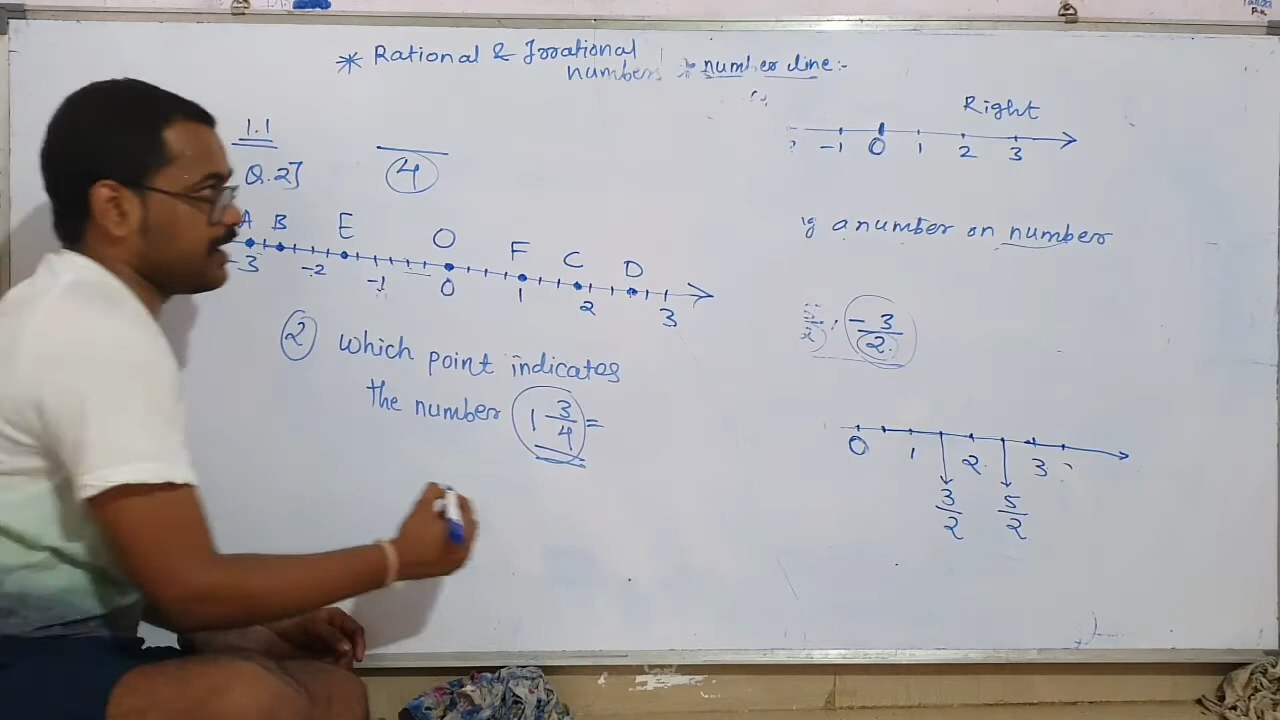 * Rational & Irrational
numbers * number line:-
1.1
Q.2]
4
A B E O F C D
-3 -2 -1 0 1 2 3
② which point indicates
the number 1 3/4 =
Right
-1 0 1 2 3
a number on number
-3/2
0 1 2 3
3/2 5/2